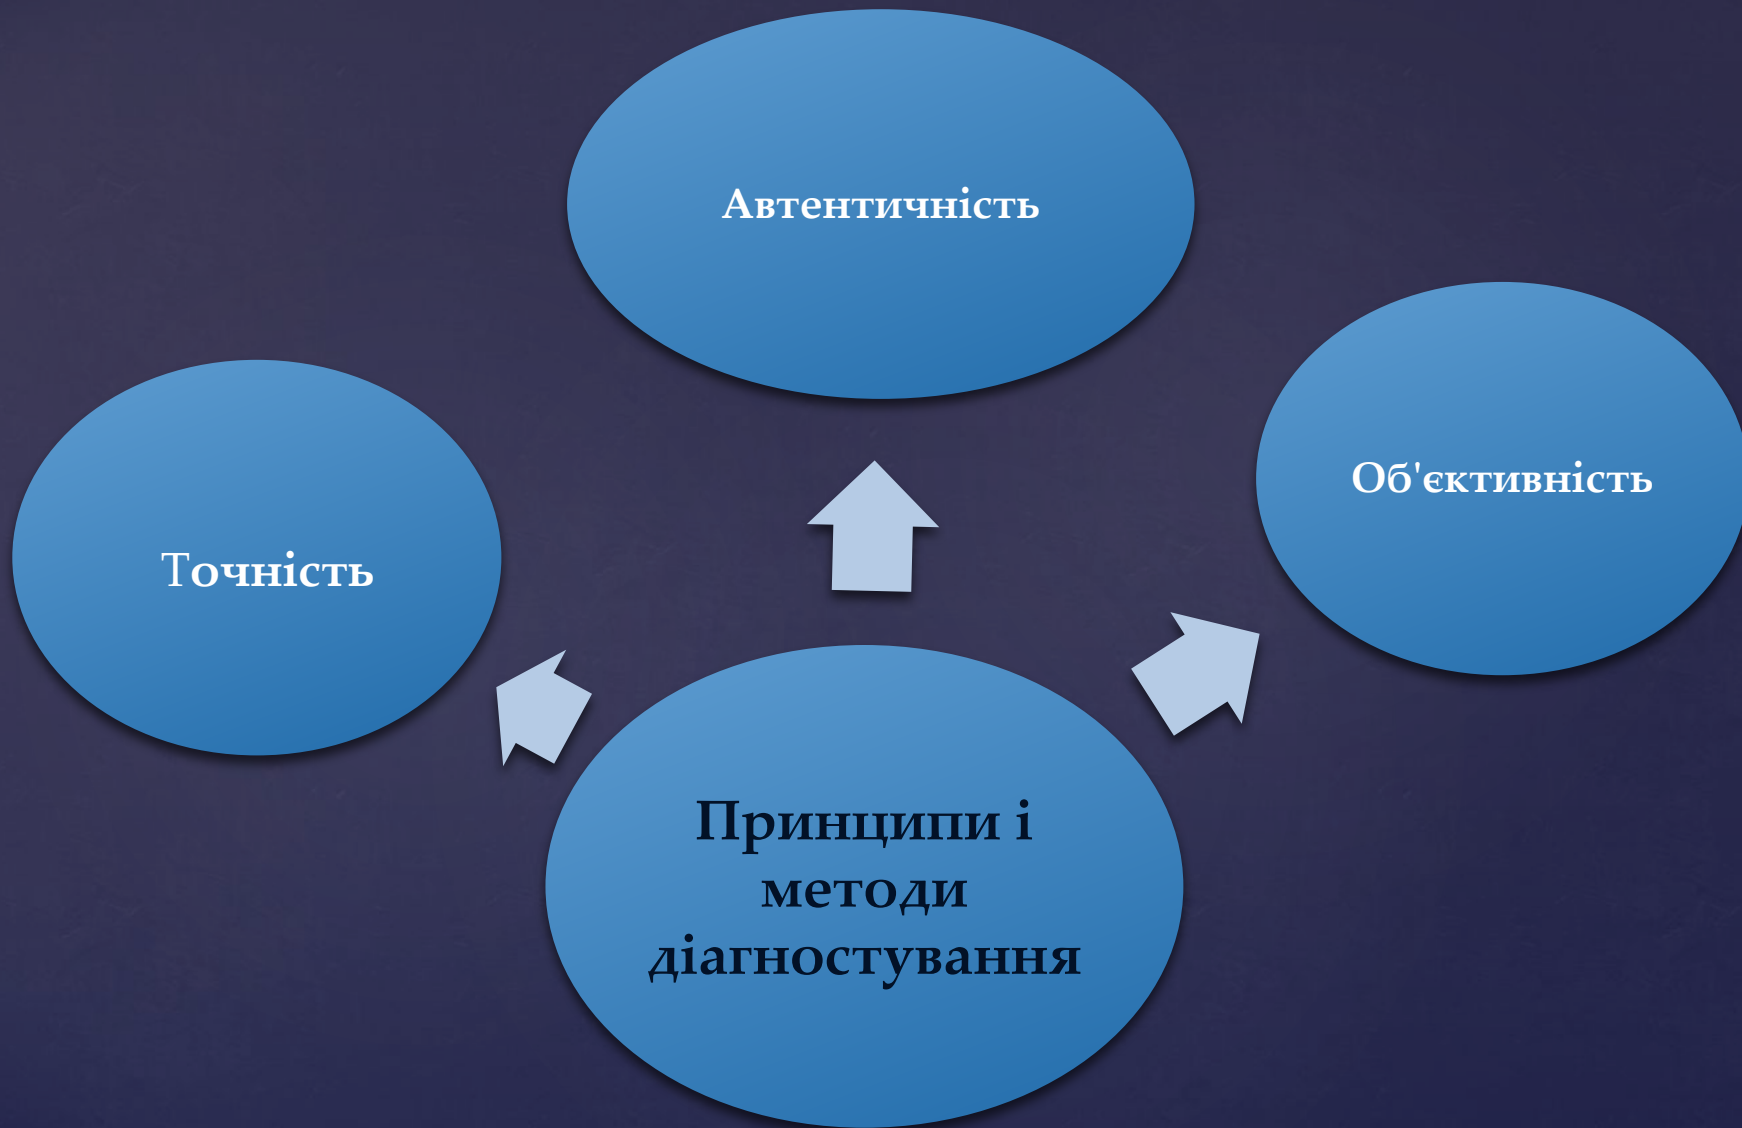 Автентичність
Об'єктивність
Точність
Принципи і
методи
діагностування